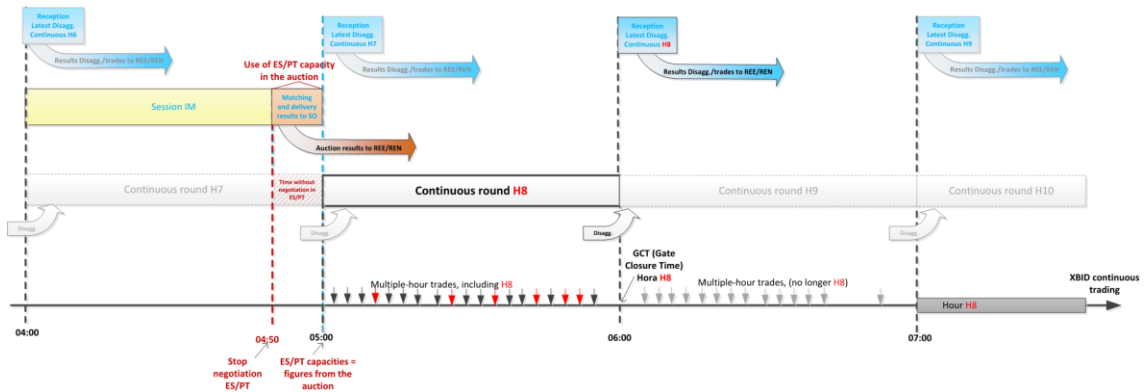 Reception
Latest Disagg.
Continuous H6
Results Disagg./trades to REE/REN
Reception
Latest Disagg.
Continuous H7
Results Disagg./trades to REE/REN
Reception
Latest Disagg.
Continuous H8
Results Disagg./trades to REE/REN
Reception
Latest Disagg.
Continuous H9
Results Disagg./trades to REE/REN
Use of ES/PT capacity
in the auction
Session IM
Matching
and delivery
results to SO
Auction results to REE/REN
Continuous round H7
Time without
negotiation in
ES/PT
Continuous round H8
Continuous round H9
Continuous round H10
Disagg.
Disagg.
Disagg.
Disagg.
GCT (Gate
Closure Time)
Hora H8
Multiple-hour trades, including H8
Multiple-hour trades, (no longer H8)
XBID continuous
trading
Hour H8
04:00
04:50
05:00
06:00
07:00
Stop
negotiation
ES/PT
ES/PT capacities =
figures from the
auction